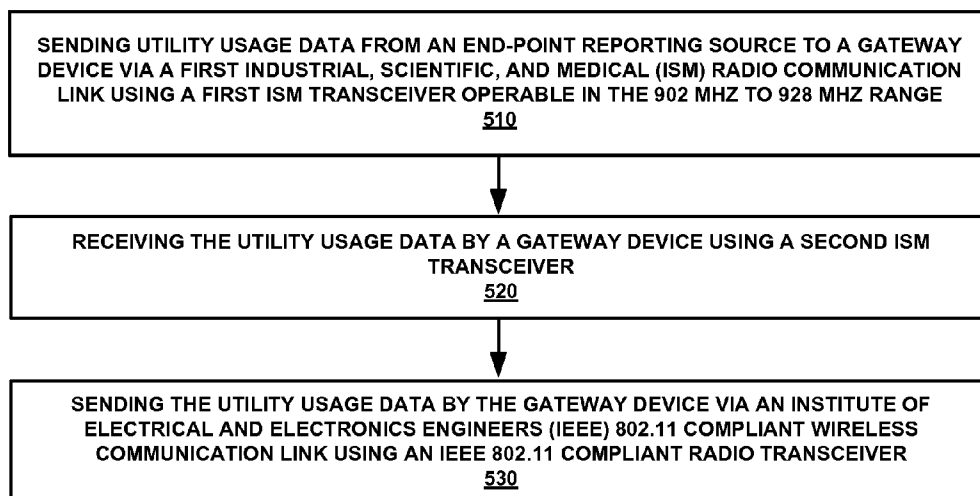 SENDING UTILITY USAGE DATA FROM AN END-POINT REPORTING SOURCE TO A GATEWAY
DEVICE VIA A FIRST INDUSTRIAL, SCIENTIFIC, AND MEDICAL (ISM) RADIO COMMUNICATION
LINK USING A FIRST ISM TRANSCEIVER OPERABLE IN THE 902 MHZ TO 928 MHZ RANGE
510
RECEIVING THE UTILITY USAGE DATA BY A GATEWAY DEVICE USING A SECOND ISM
TRANSCEIVER
520
SENDING THE UTILITY USAGE DATA BY THE GATEWAY DEVICE VIA AN INSTITUTE OF
ELECTRICAL AND ELECTRONICS ENGINEERS (IEEE) 802.11 COMPLIANT WIRELESS
COMMUNICATION LINK USING AN IEEE 802.11 COMPLIANT RADIO TRANSCEIVER
530